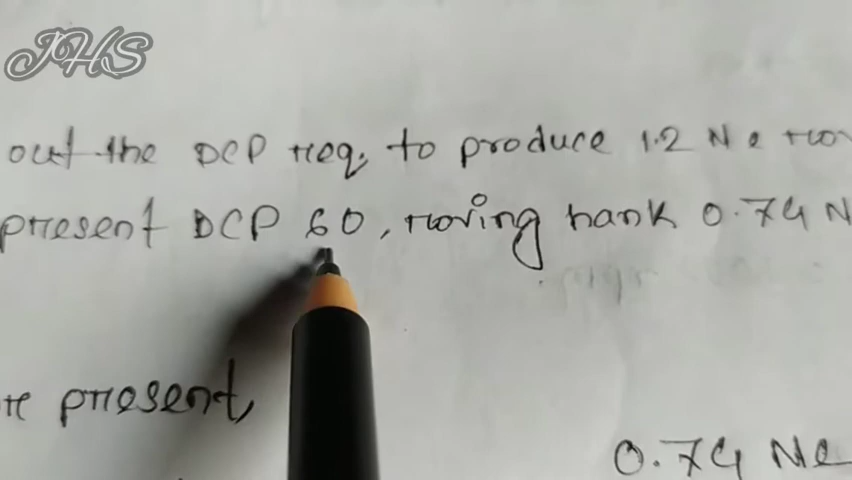 JHS
out the DCP req. to produce 1.2 Ne rov
present DCP 60, roving hank 0.74 N
re present,
0.74 Ne